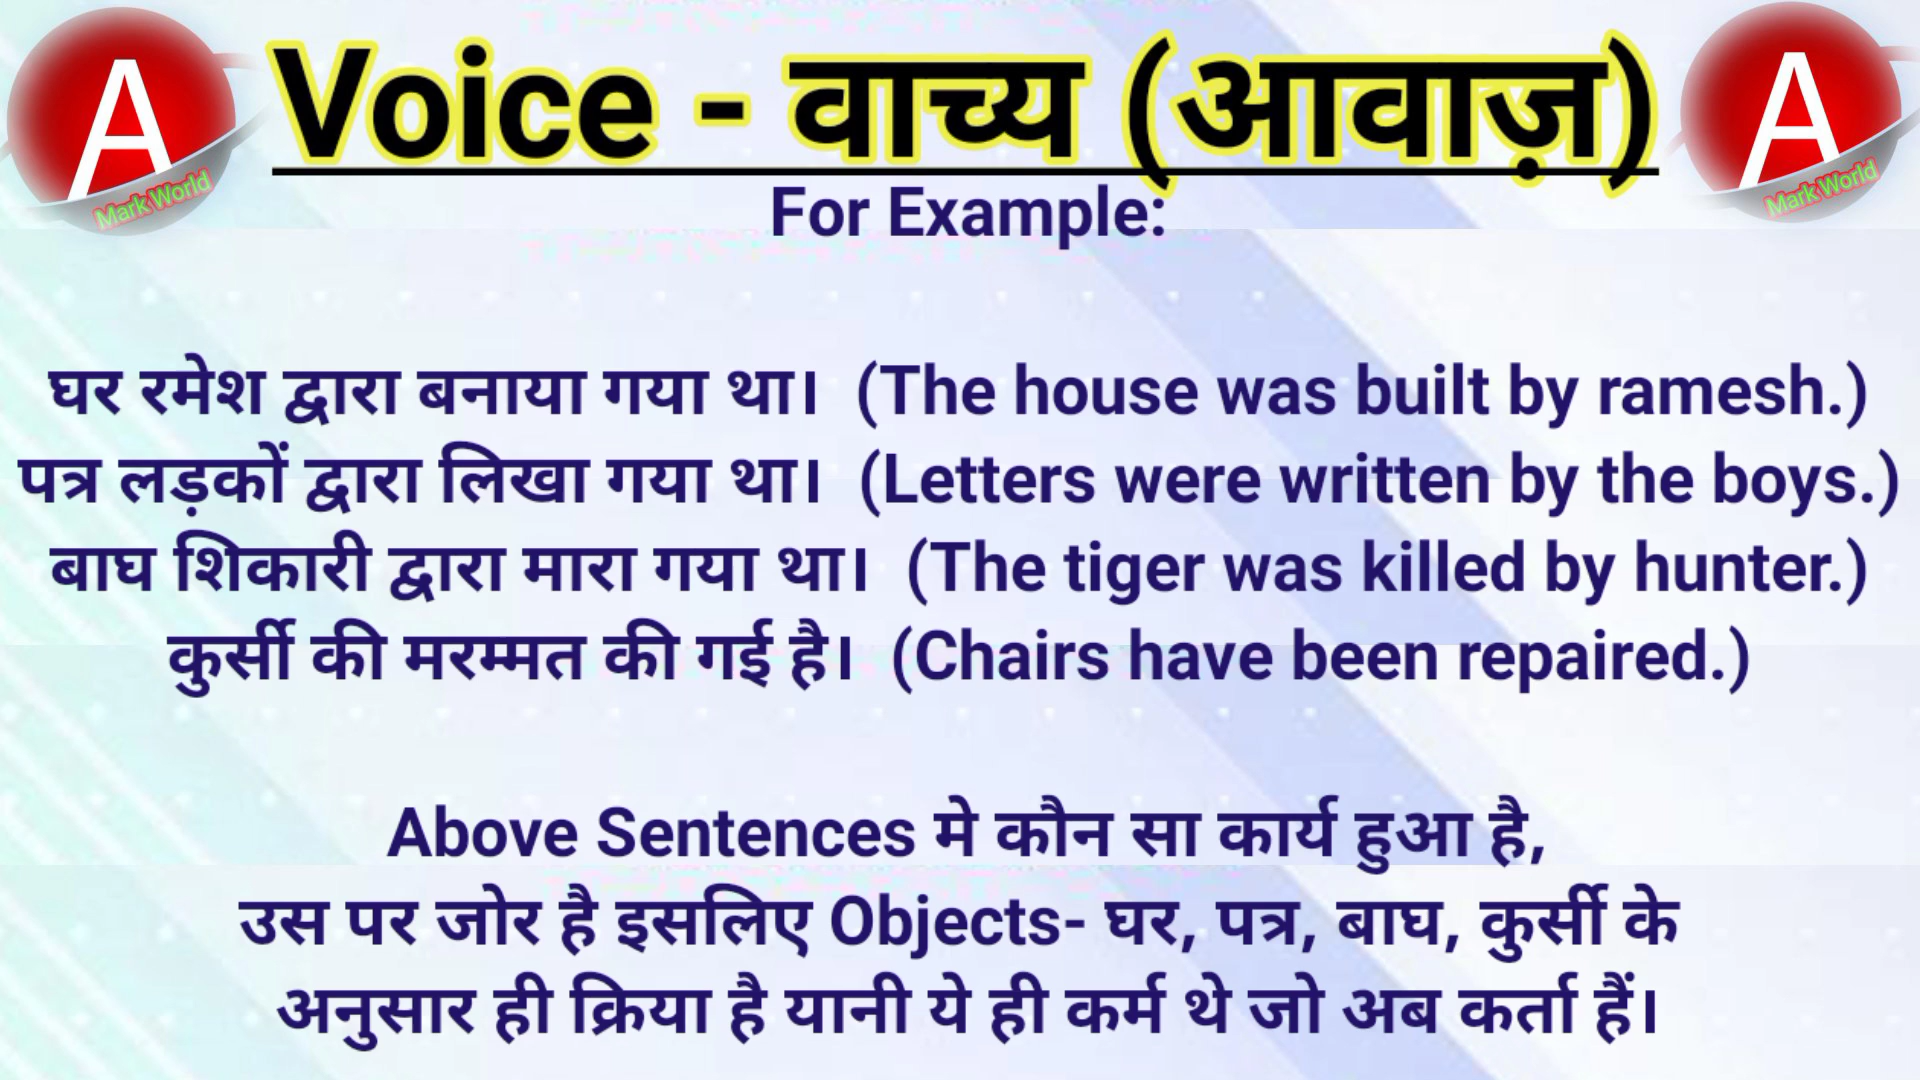 A Mark World
Voice - वाच्य (आवाज़)
A Mark World
For Example:
घर रमेश द्वारा बनाया गया था। (The house was built by ramesh.)
पत्र लड़कों द्वारा लिखा गया था। (Letters were written by the boys.)
बाघ शिकारी द्वारा मारा गया था। (The tiger was killed by hunter.)
कुर्सी की मरम्मत की गई है। (Chairs have been repaired.)
Above Sentences मे कौन सा कार्य हुआ है,
उस पर जोर है इसलिए Objects- घर, पत्र, बाघ, कुर्सी के
अनुसार ही क्रिया है यानी ये ही कर्म थे जो अब कर्ता हैं।